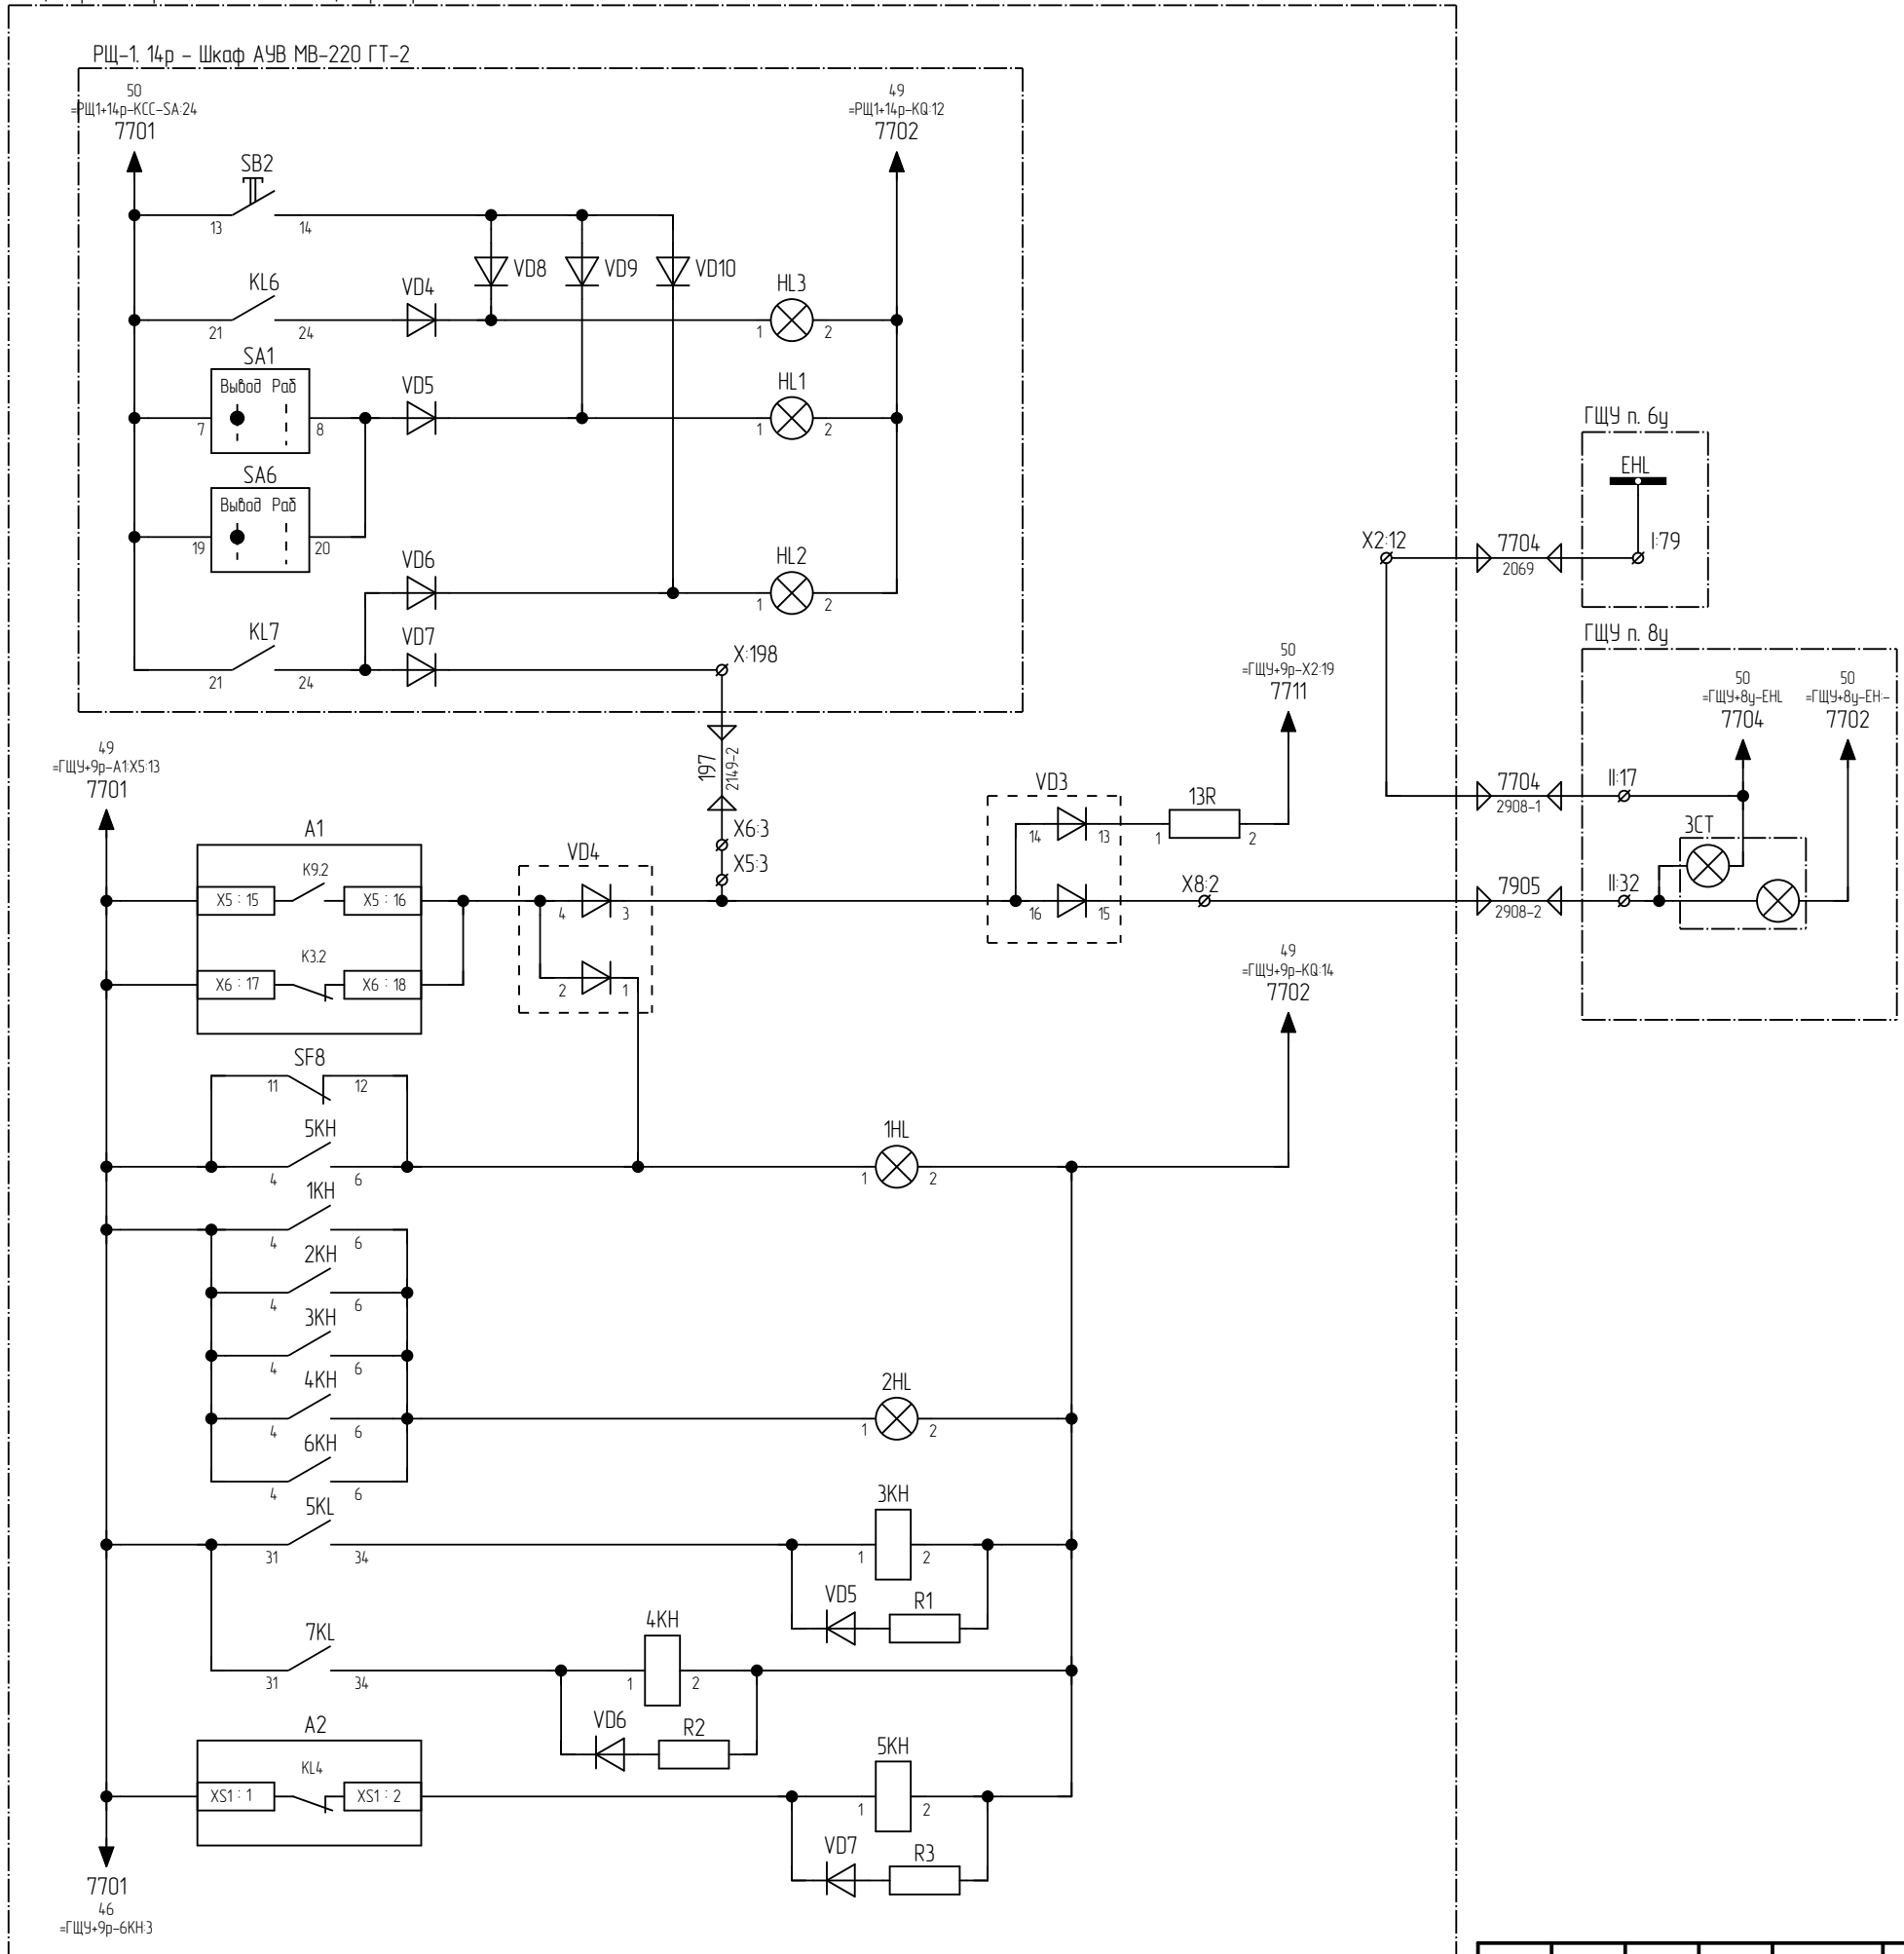 РЩ-1. 14р - Шкаф АУВ МВ-220 ГТ-2
50
=РЩ1+14р-КСС-SA:24
7701
49
=РЩ1+14р-KQ:12
7702
SB2
13 14
VD8 VD9 VD10
KL6
21 24
VD4
HL3
1 2
SA1
Вывод Раб
7 8
VD5
HL1
1 2
SA6
Вывод Раб
19 20
VD6
HL2
1 2
KL7
21 24
VD7
X:198
197
2149-2
X6:3
X5:3
ГЩУ п. 6у
EHL
I:79
X2:12
7704
2069
ГЩУ п. 8у
50
=ГЩУ+8у-EHL
7704
50
=ГЩУ+8у-EH:-
7702
7704
2908-1
II:17
3СТ
7905
2908-2
II:32
50
=ГЩУ+9р-X2:19
7711
VD3
14 13
16 15
13R
1 2
X8:2
49
=ГЩУ+9р-KQ:14
7702
49
=ГЩУ+9р-A1:X5:13
7701
A1
K9.2
X5 : 15 X5 : 16
K3.2
X6 : 17 X6 : 18
VD4
4 3
2 1
SF8
11 12
5KH
4 6
1HL
1 2
1KH
4 6
2KH
4 6
3KH
4 6
4KH
4 6
6KH
4 6
2HL
1 2
5KL
31 34
3KH
1 2
VD5 R1
7KL
31 34
4KH
1 2
VD6 R2
A2
KL4
XS1 : 1 XS1 : 2
5KH
1 2
VD7 R3
7701
46
=ГЩУ+9р-6KH:3